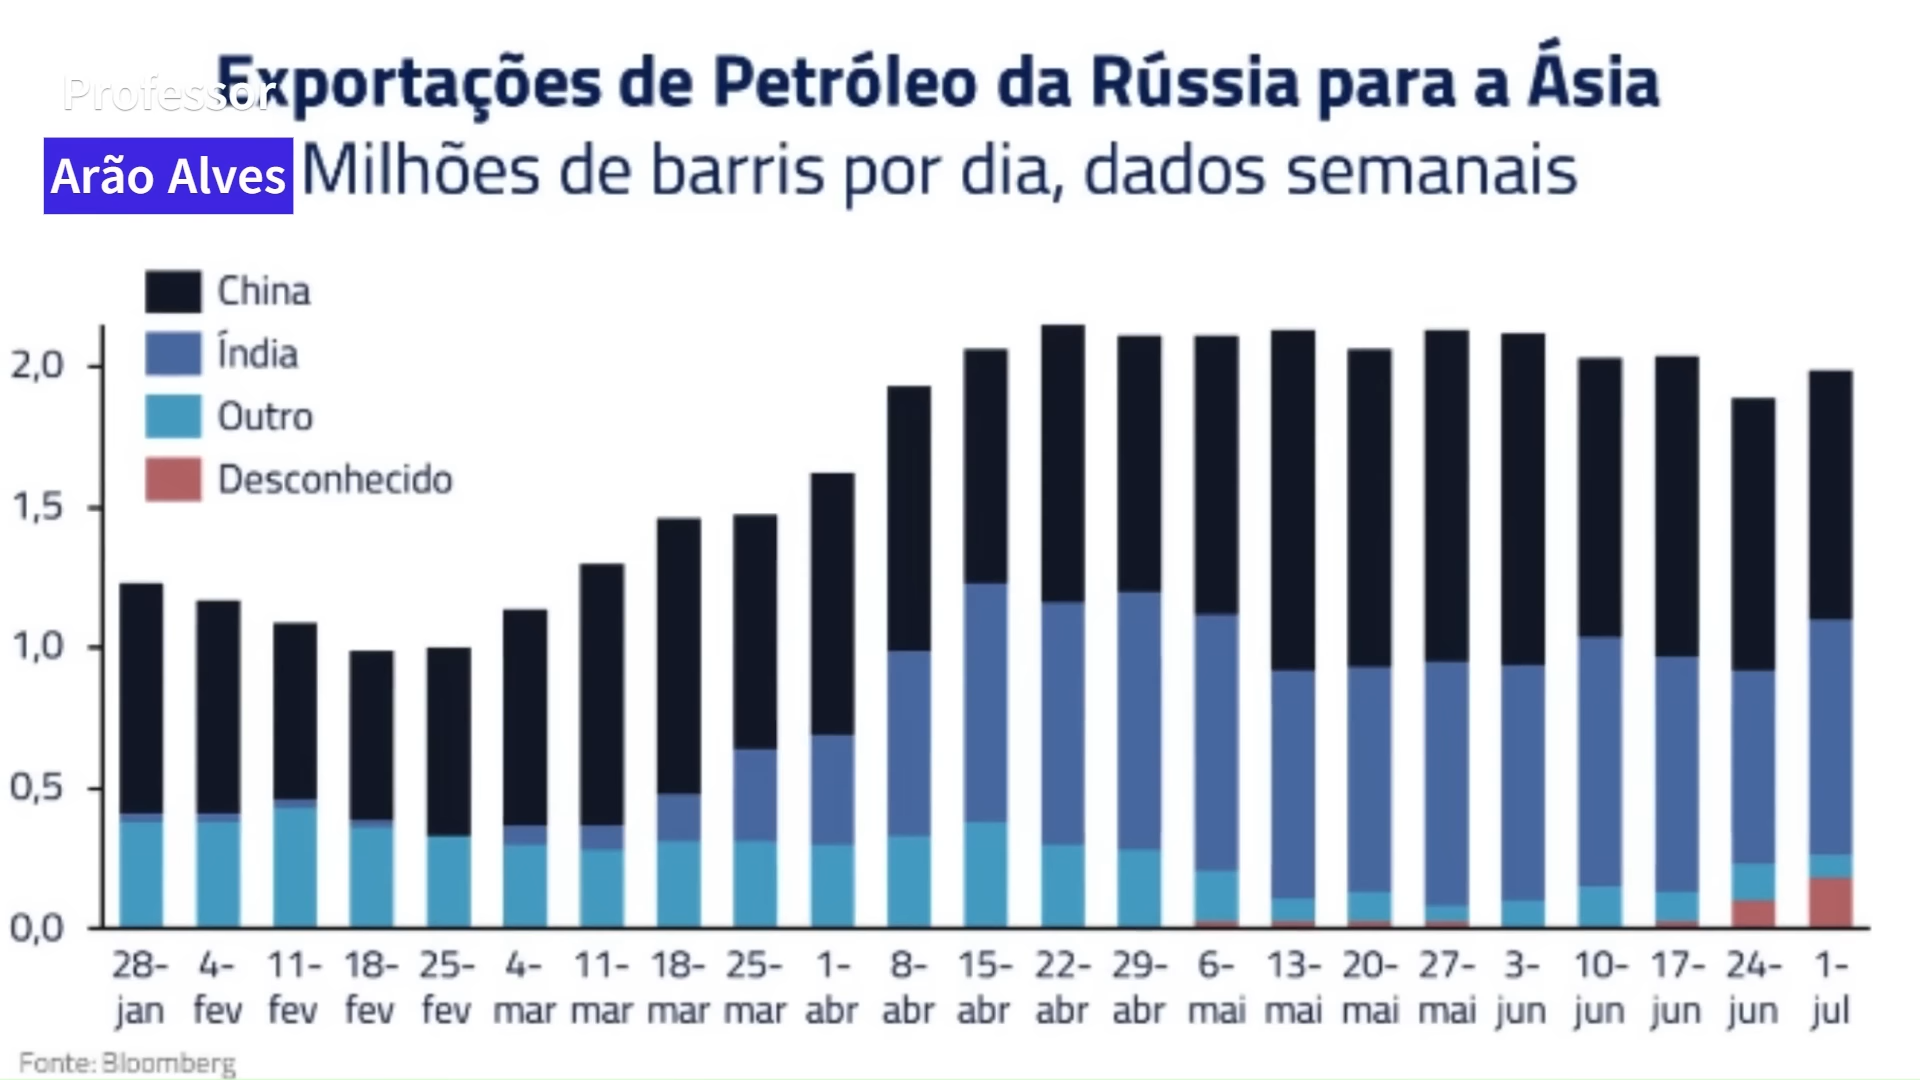 Exportações de Petróleo da Rússia para a Ásia
Professor
Arão Alves
Milhões de barris por dia, dados semanais
China
Índia
Outro
Desconhecido
2,0
1,5
1,0
0,5
0,0
28- 4- 11- 18- 25- 4- 11- 18- 25- 1- 8- 15- 22- 29- 6- 13- 20- 27- 3- 10- 17- 24- 1-
jan fev fev fev fev mar mar mar mar abr abr abr abr abr mai mai mai mai jun jun jun jun jul
Fonte: Bloomberg